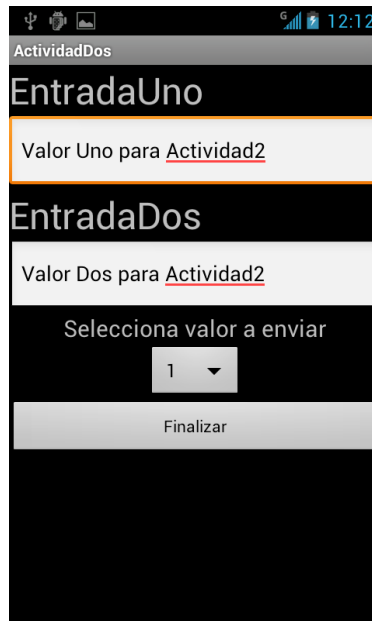 G 12:12
ActividadDos
EntradaUno
Valor Uno para Actividad2
EntradaDos
Valor Dos para Actividad2
Selecciona valor a enviar
1
Finalizar